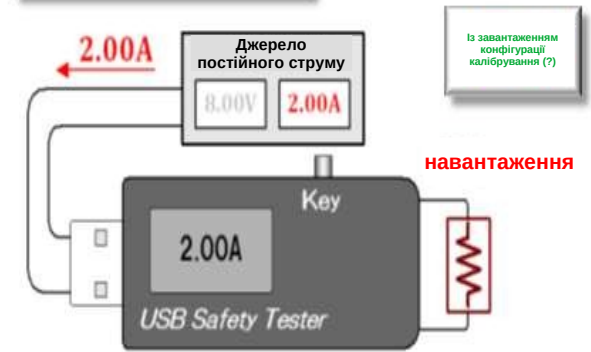 Із завантаженням
конфігурації
калібрування (?)
2.00A
Джерело
постійного струму
8.00V
2.00A
навантаження
Key
2.00A
USB Safety Tester